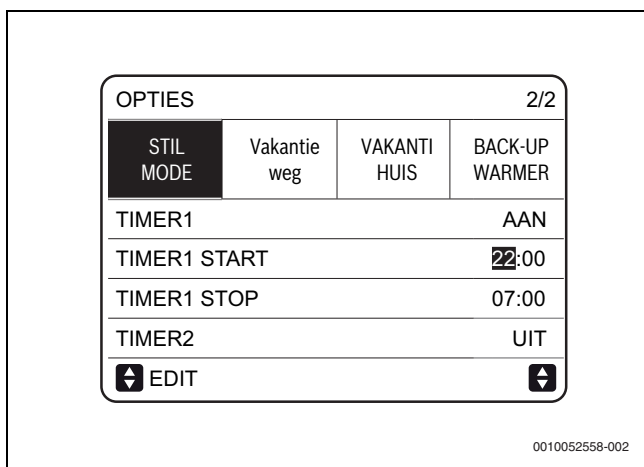 OPTIES 2/2
STIL MODE Vakantie weg VAKANTI HUIS BACK-UP WARMER
TIMER1 AAN
TIMER1 START 22:00
TIMER1 STOP 07:00
TIMER2 UIT
EDIT
0010052558-002